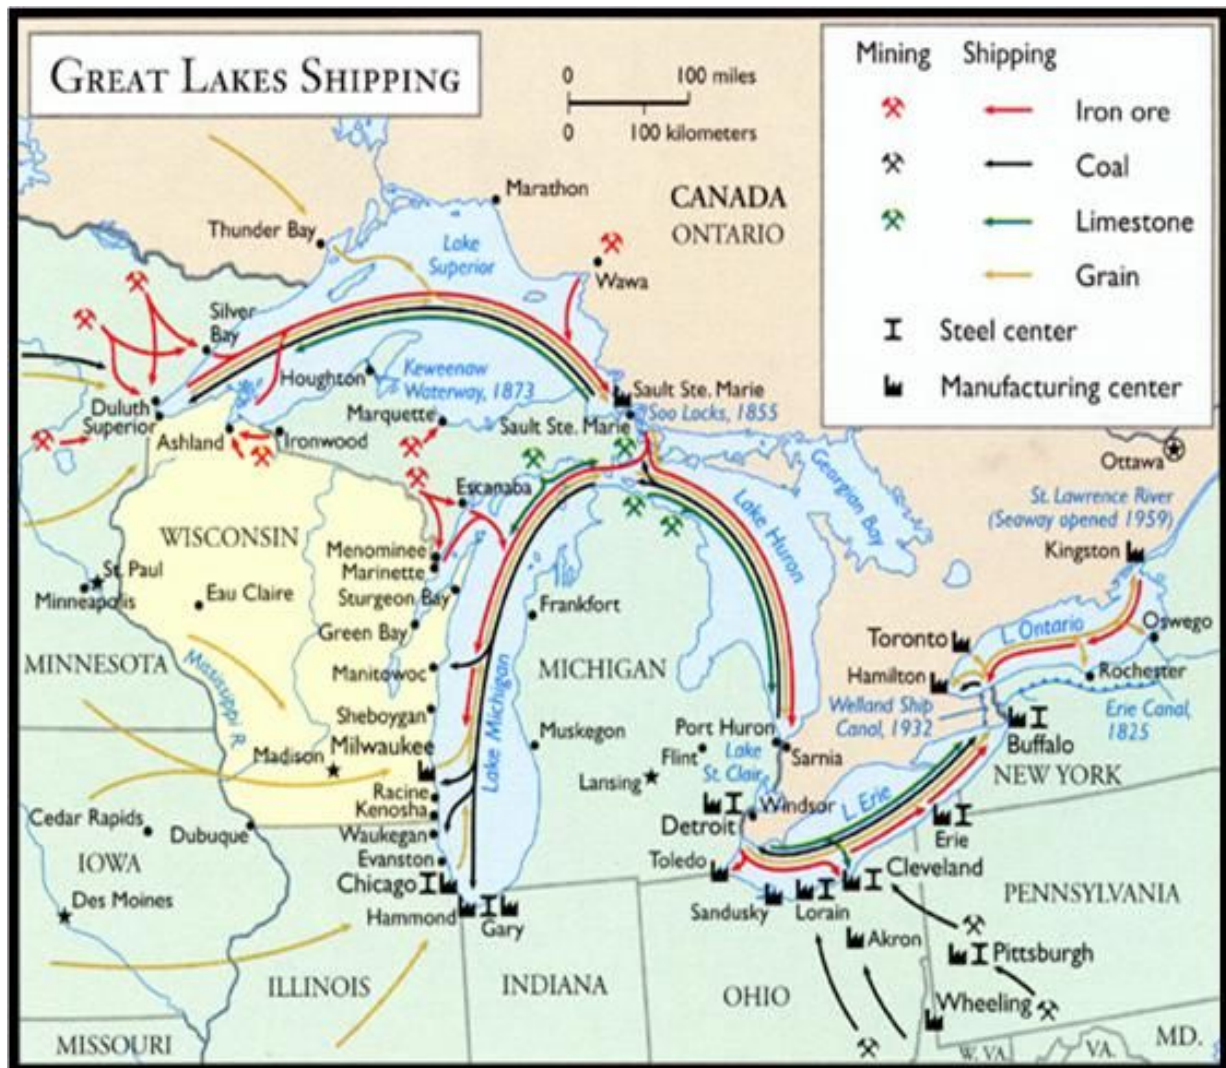 GREAT LAKES SHIPPING
0 100 miles
0 100 kilometers
Mining Shipping
Iron ore
Coal
Limestone
Grain
Steel center
Manufacturing center
CANADA
ONTARIO
Marathon
Thunder Bay
Lake
Superior
Wawa
Silver
Bay
Houghton
Keweenaw
Waterway, 1873
Sault Ste. Marie
Soo Locks, 1855
Sault Ste. Marie
Duluth
Superior
Ashland
Ironwood
Marquette
Escanaba
Georgian Bay
Lake Huron
Ottawa
St. Lawrence River
(Seaway opened 1959)
Kingston
WISCONSIN
Menominee
Marinette
Sturgeon Bay
St. Paul
Minneapolis
Eau Claire
Green Bay
Frankfort
L. Ontario
Oswego
Toronto
MINNESOTA
Mississippi R.
Manitowoc
MICHIGAN
Hamilton
Rochester
Lake Michigan
Welland Ship
Canal, 1932
Erie Canal,
1825
Sheboygan
Milwaukee
Muskegon
Port Huron
Flint
Lake
St. Clair
Sarnia
Buffalo
NEW YORK
Madison
Lansing
Racine
Kenosha
Waukegan
Evanston
Chicago
Hammond
Gary
Cedar Rapids
Dubuque
IOWA
Des Moines
Windsor
Detroit
L. Erie
Erie
Toledo
Cleveland
Sandusky
Lorain
PENNSYLVANIA
Akron
Pittsburgh
Wheeling
ILLINOIS
INDIANA
OHIO
MISSOURI
W. VA.
VA.
MD.